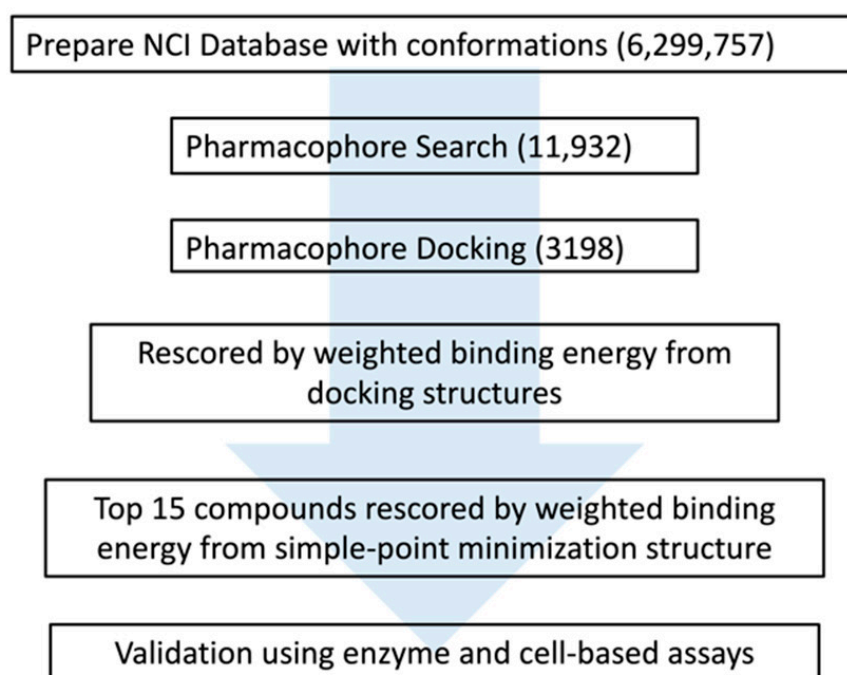 Prepare NCI Database with conformations (6,299,757)
Pharmacophore Search (11,932)
Pharmacophore Docking (3198)
Rescored by weighted binding energy from
docking structures
Top 15 compounds rescored by weighted binding
energy from simple-point minimization structure
Validation using enzyme and cell-based assays